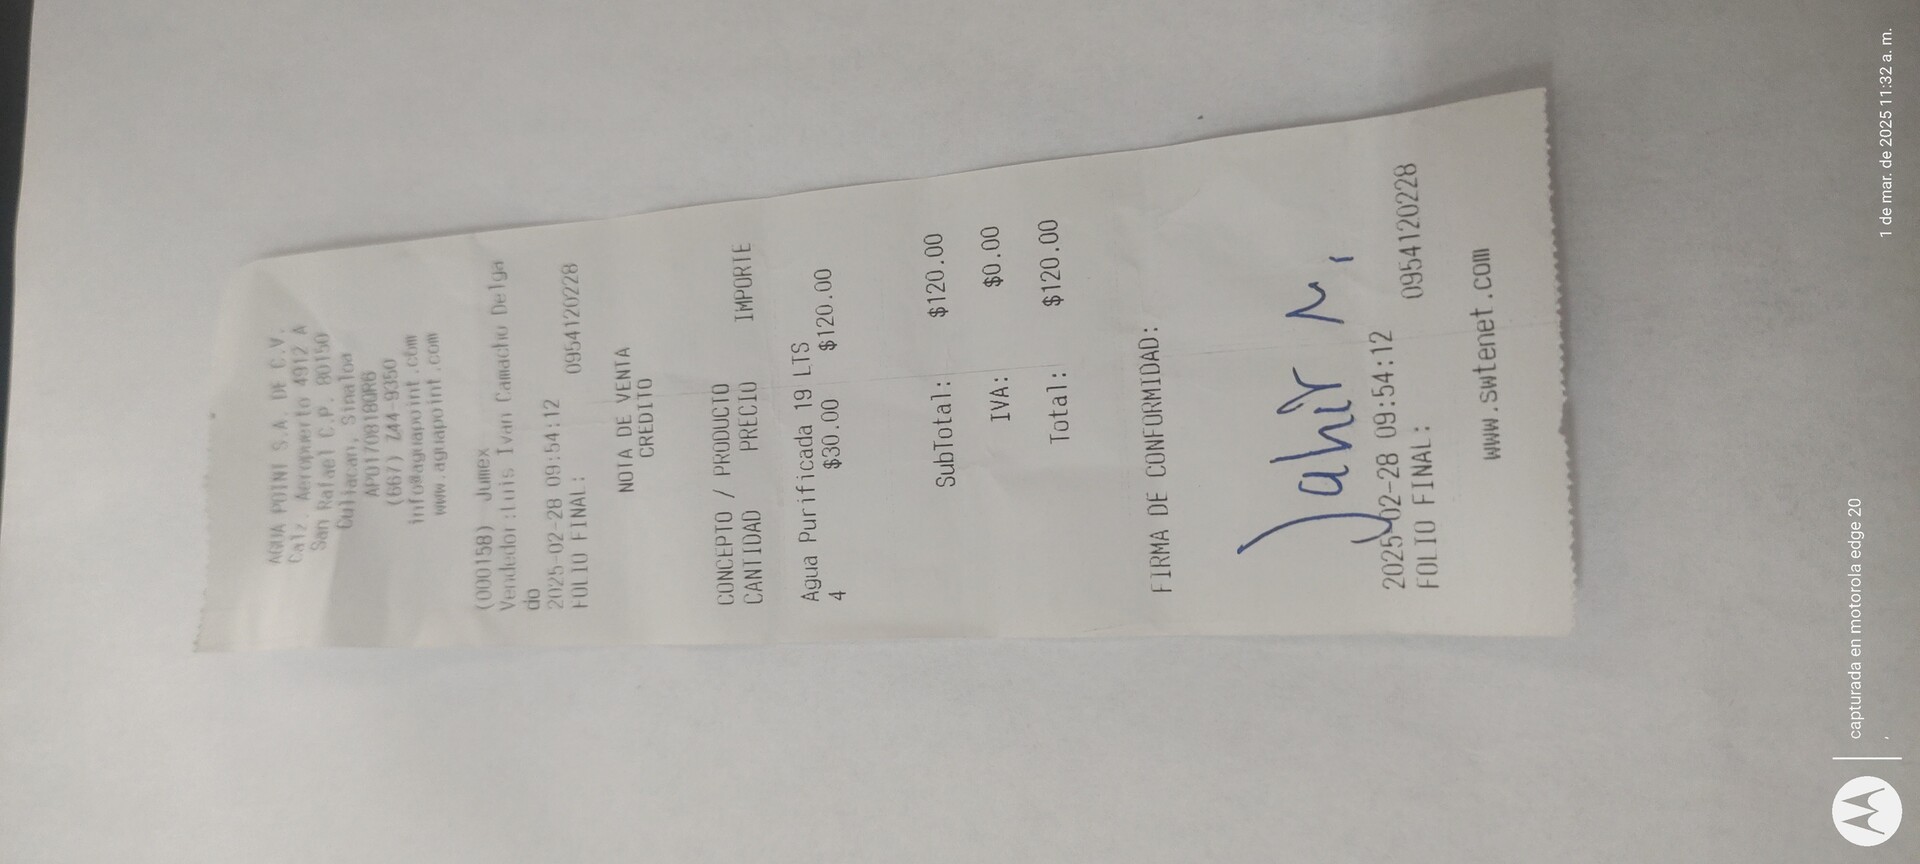 AGUA POINT S.A. DE C.V.
Calz. Aeropuerto 4912 A
San Rafael C.P. 80150
Culiacan, Sinaloa
APO170818QR6
(667) 744-9350
info@aguapoint.com
www.aguapoint.com
(000158) Jumex
Vendedor:Luis Ivan Camacho Delga
do
2025-02-28 09:54:12
FOLIO FINAL: 0954120228
NOTA DE VENTA
CREDITO
CONCEPTO / PRODUCTO
CANTIDAD PRECIO IMPORTE
Agua Purificada 19 LTS
4 $30.00 $120.00
SubTotal: $120.00
IVA: $0.00
Total: $120.00
FIRMA DE CONFORMIDAD:
Jahir N.
2025-02-28 09:54:12
FOLIO FINAL: 0954120228
www.swtenet.com
capturada en motorola edge 20
1 de mar. de 2025 11:32 a. m.